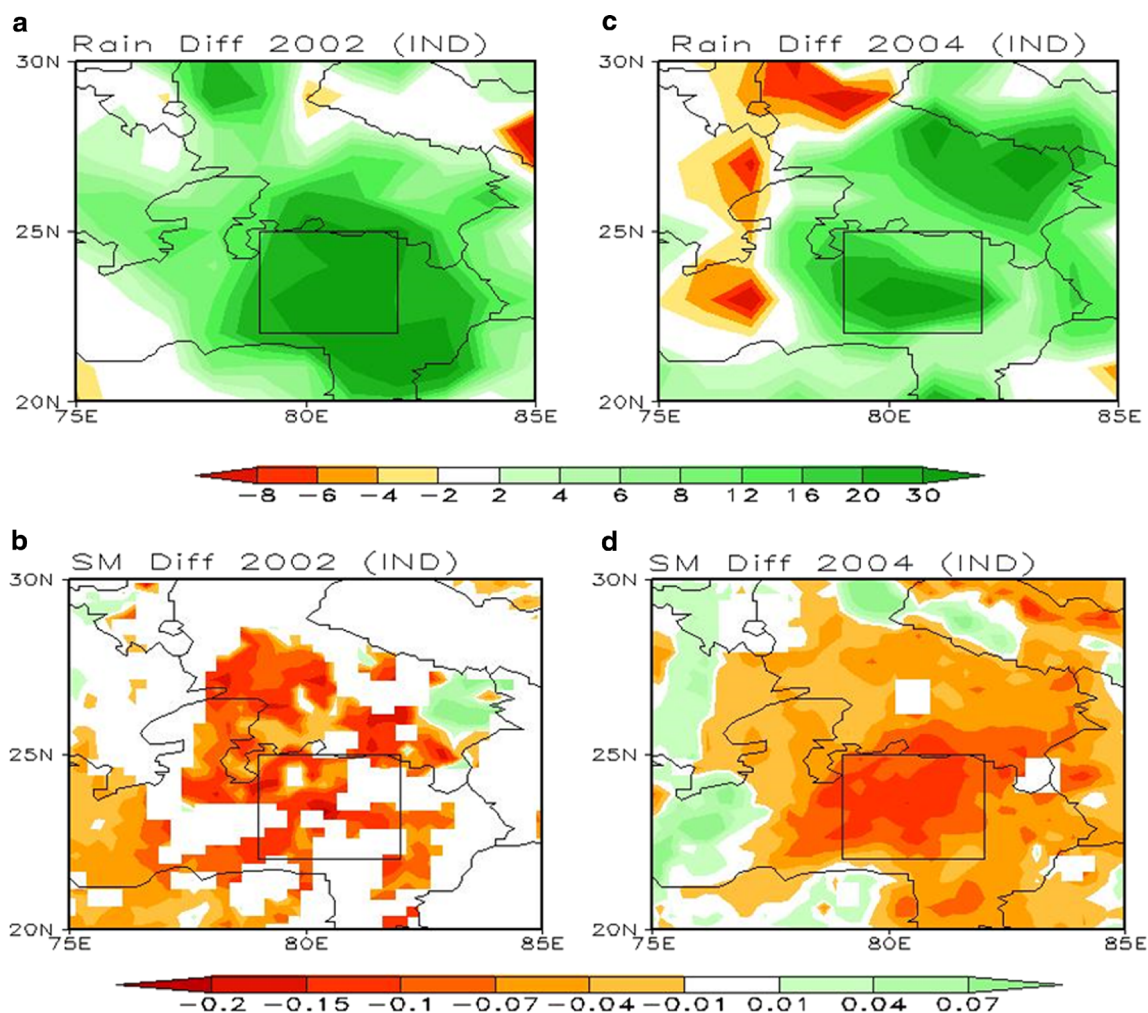 a
Rain Diff 2002 (IND)
30N
25N
20N
75E 80E 85E
c
Rain Diff 2004 (IND)
30N
25N
20N
75E 80E 85E
-8 -6 -4 -2 2 4 6 8 12 16 20 30
b
SM Diff 2002 (IND)
30N
25N
20N
75E 80E 85E
d
SM Diff 2004 (IND)
30N
25N
20N
75E 80E 85E
-0.2 -0.15 -0.1 -0.07 -0.04 -0.01 0.01 0.04 0.07